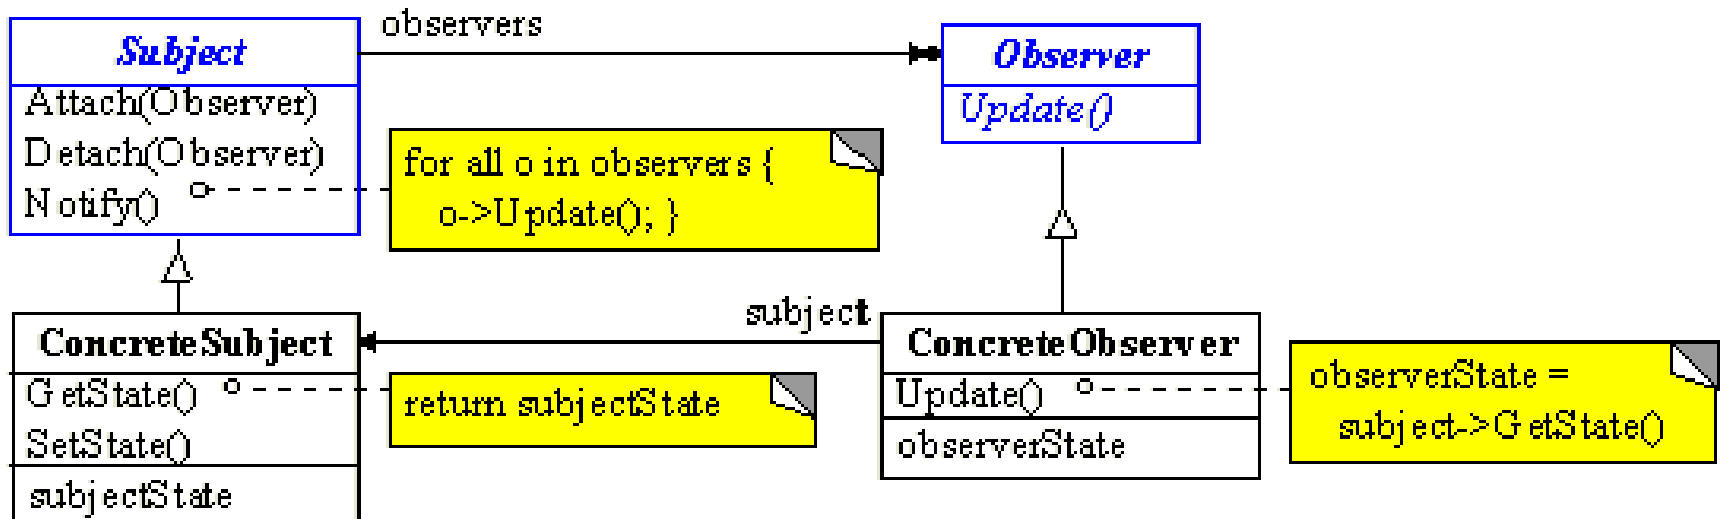 Subject
Attach(Observer)
Detach(Observer)
Notify()
observers
Observer
Update()
for all o in observers {
o->Update(); }
ConcreteSubject
GetState()
SetState()
subjectState
return subjectState
subject
ConcreteObserver
Update()
observerState
observerState =
subject->GetState()